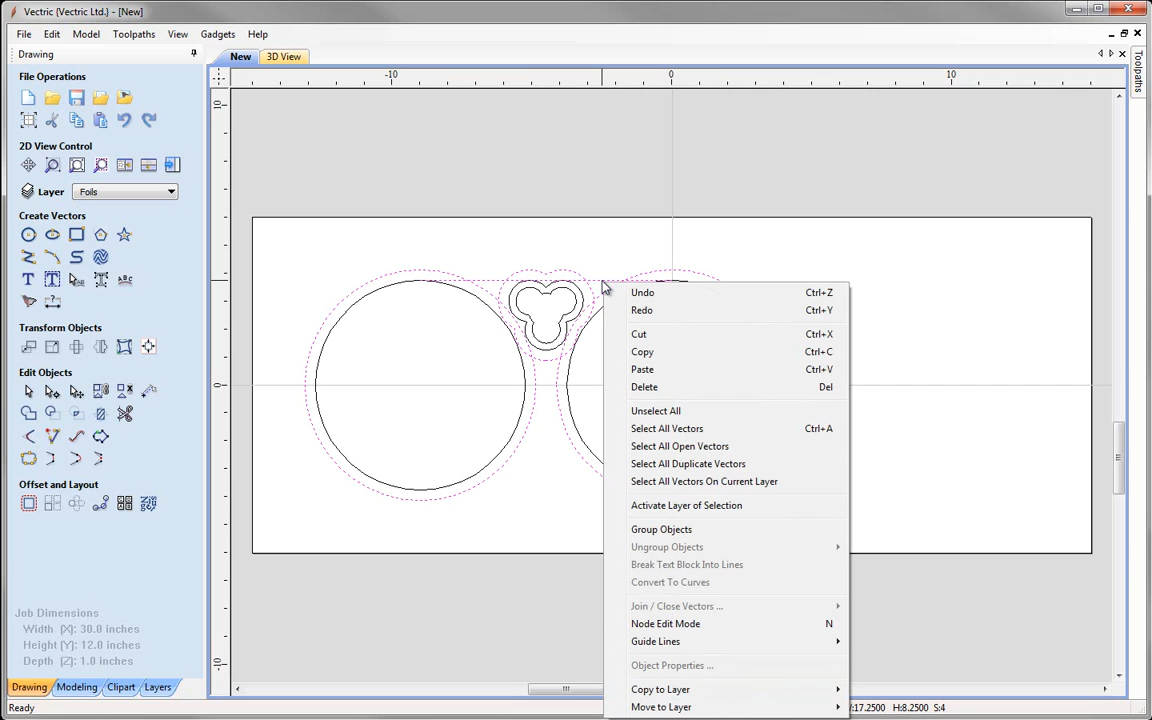 Vectric {Vectric Ltd.} - [New]
File Edit Model Toolpaths View Gadgets Help
Drawing
New
3D View
Toolpaths
File Operations
2D View Control
Layer
Foils
Create Vectors
Transform Objects
Edit Objects
Offset and Layout
Job Dimensions
Width (X): 30.0 inches
Height (Y): 12.0 inches
Depth (Z): 1.0 inches
Drawing Modeling Clipart Layers
Ready
-10 0 10
10
0
-10
Undo Ctrl+Z
Redo Ctrl+Y
Cut Ctrl+X
Copy Ctrl+C
Paste Ctrl+V
Delete Del
Unselect All
Select All Vectors Ctrl+A
Select All Open Vectors
Select All Duplicate Vectors
Select All Vectors On Current Layer
Activate Layer of Selection
Group Objects
Ungroup Objects
Break Text Block Into Lines
Convert To Curves
Join / Close Vectors ...
Node Edit Mode N
Guide Lines
Object Properties ...
Copy to Layer
Move to Layer
W:17.2500 H:8.2500 S:4